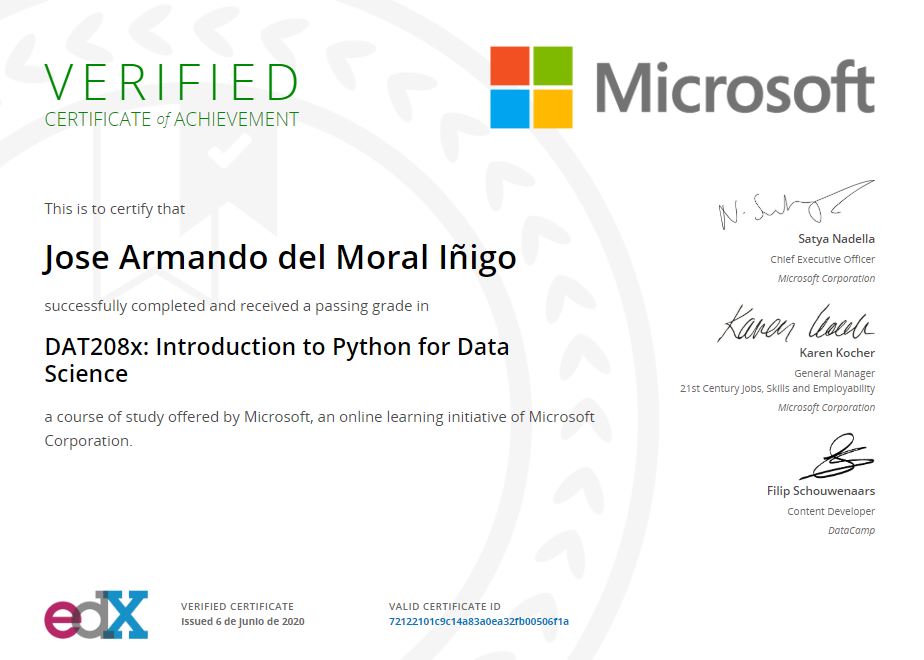 VERIFIED
CERTIFICATE of ACHIEVEMENT
Microsoft
This is to certify that
Jose Armando del Moral Iñigo
successfully completed and received a passing grade in
DAT208x: Introduction to Python for Data
Science
a course of study offered by Microsoft, an online learning initiative of Microsoft
Corporation.
Satya Nadella
Chief Executive Officer
Microsoft Corporation
Karen Kocher
General Manager
21st Century Jobs, Skills and Employability
Microsoft Corporation
Filip Schouwenaars
Content Developer
DataCamp
edX
VERIFIED CERTIFICATE
Issued 6 de junio de 2020
VALID CERTIFICATE ID
72122101c9c14a83a0ea32fb00506f1a